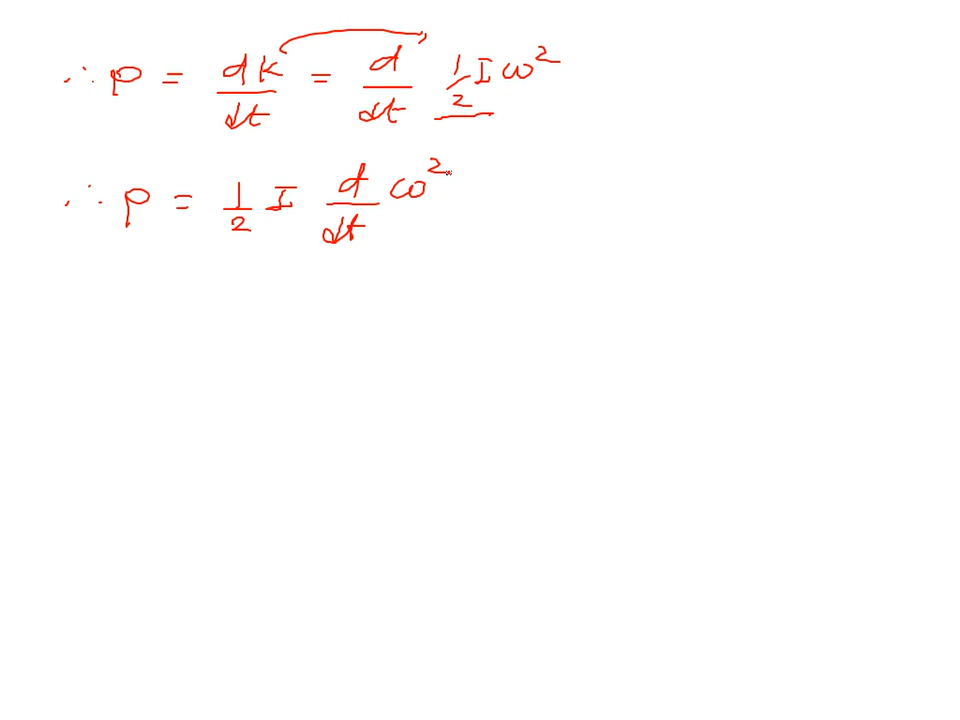 ∴ P = dK/dt = d/dt 1/2 I ω²
∴ P = 1/2 I d/dt ω²